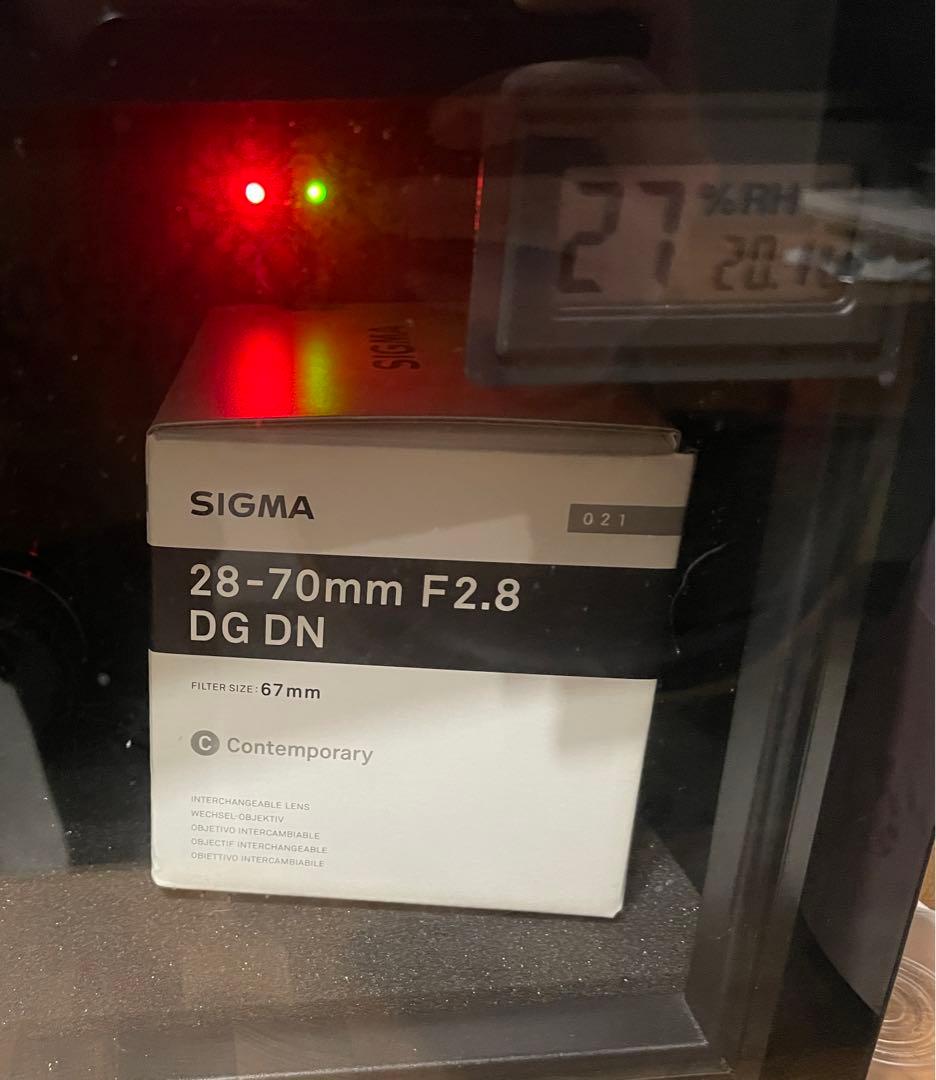 27 %RH
SIGMA
SIGMA
021
28-70mm F2.8
DG DN
FILTER SIZE: 67mm
C Contemporary
INTERCHANGEABLE LENS
WECHSEL-OBJEKTIV
OBJETIVO INTERCAMBIABLE
OBJECTIF INTERCHANGEABLE
OBIETTIVO INTERCAMBIABILE